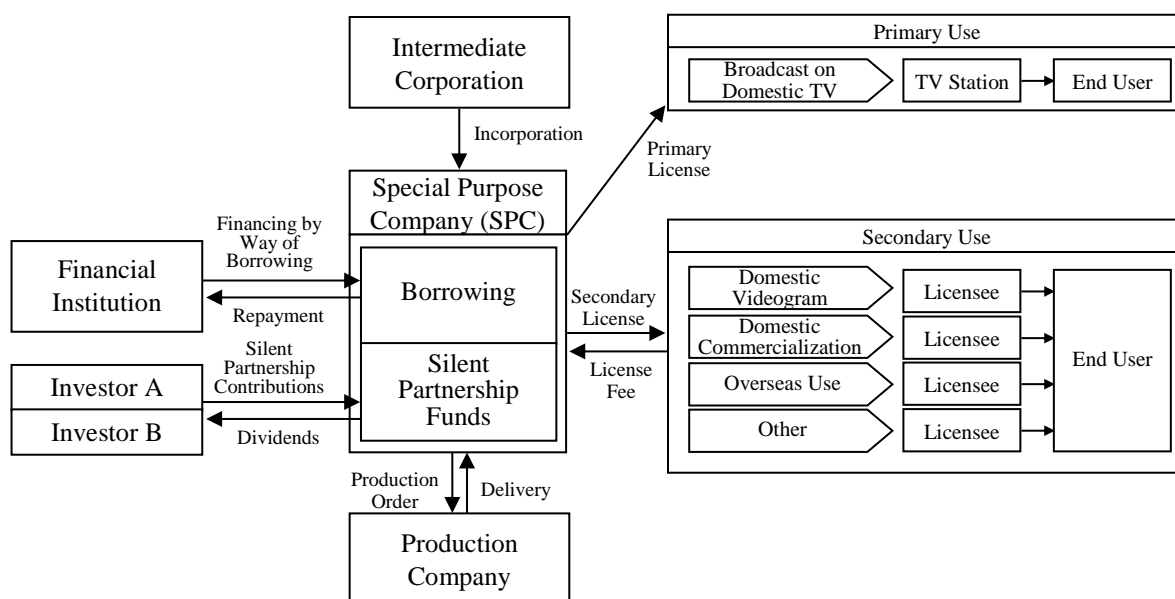 Intermediate
Corporation
Incorporation
Special Purpose
Company (SPC)
Financing by
Way of
Borrowing
Financial
Institution
Repayment
Borrowing
Silent
Partnership
Contributions
Investor A
Investor B
Dividends
Silent
Partnership
Funds
Production
Order
Delivery
Production
Company
Primary
License
Primary Use
Broadcast on
Domestic TV
TV Station
End User
Secondary
License
License
Fee
Secondary Use
Domestic
Videogram
Licensee
Domestic
Commercialization
Licensee
Overseas Use
Licensee
Other
Licensee
End User